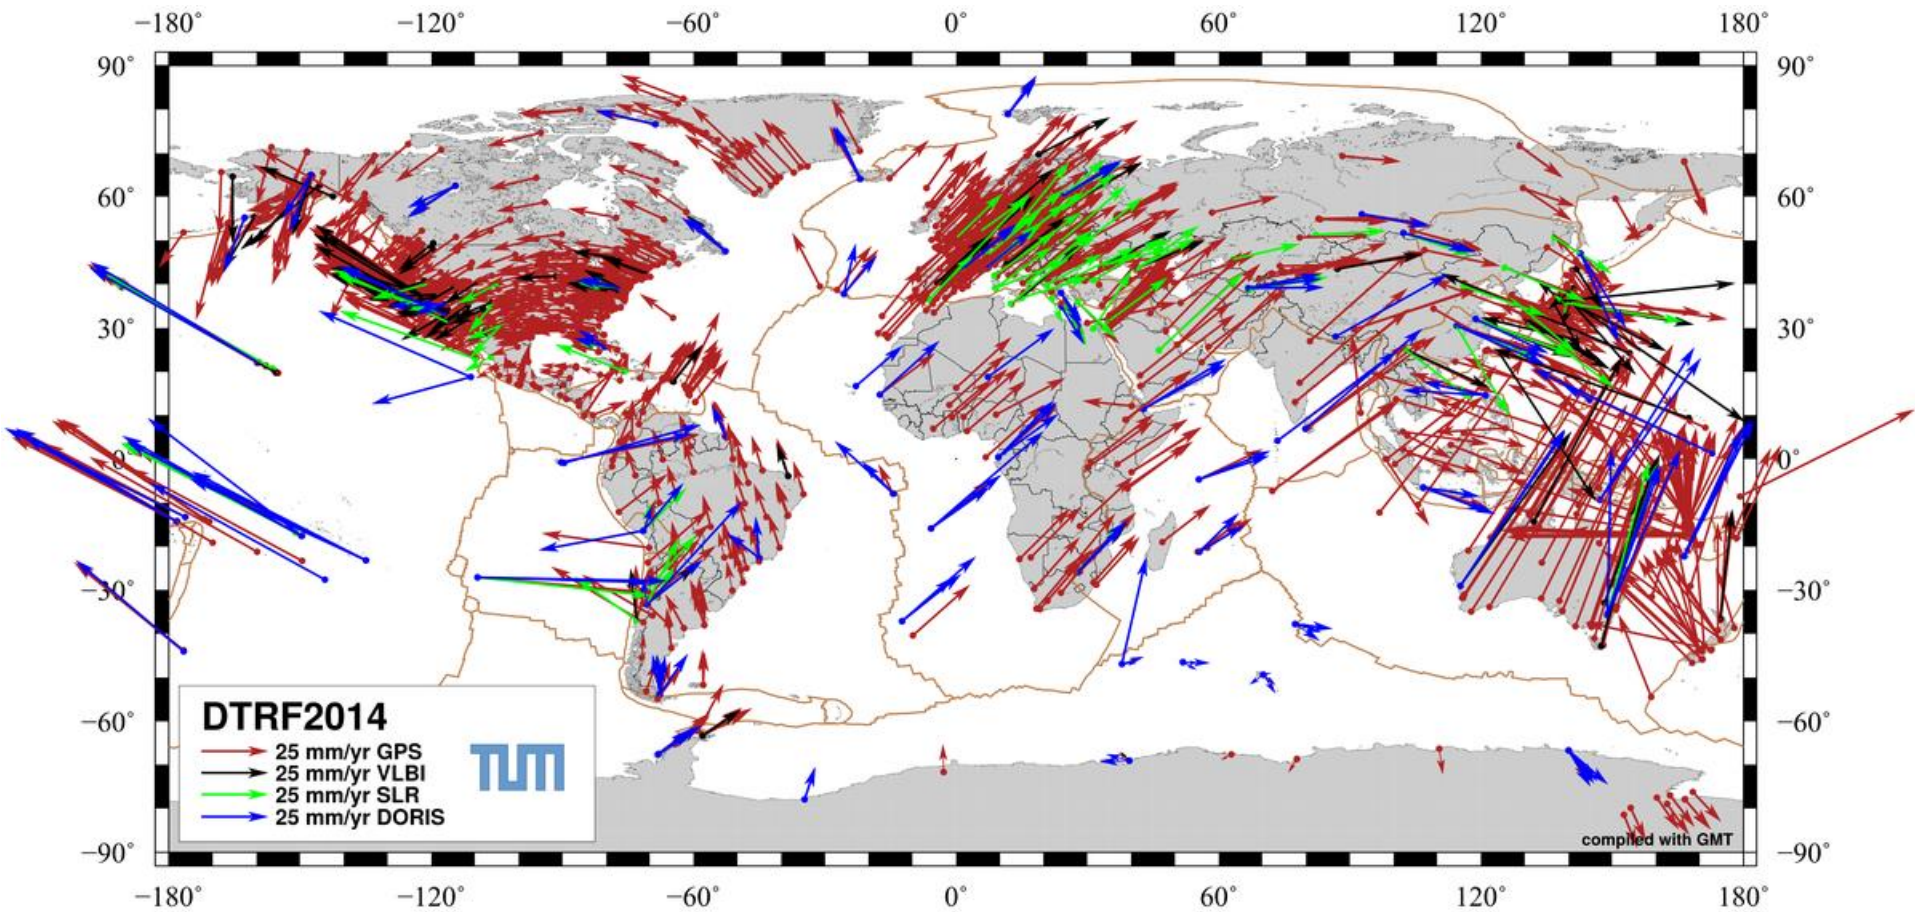 −180° −120° −60° 0° 60° 120° 180°
90° 90°
60° 60°
30° 30°
0° 0°
−30° −30°
−60° −60°
−90° −90°
DTRF2014
25 mm/yr GPS
25 mm/yr VLBI
25 mm/yr SLR
25 mm/yr DORIS
TUM
compiled with GMT
−180° −120° −60° 0° 60° 120° 180°